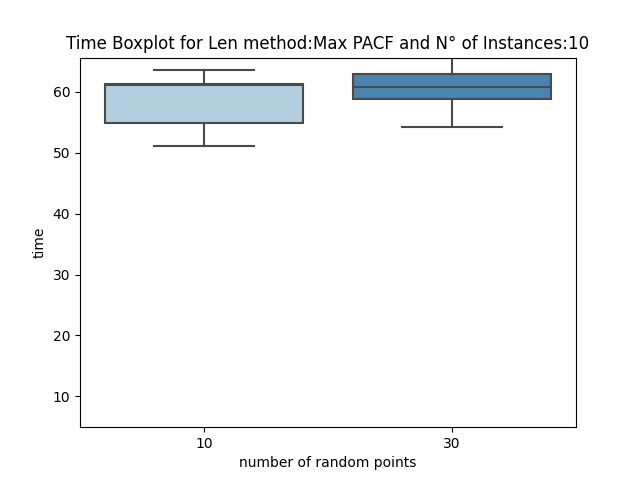 Time Boxplot for Len method:Max PACF and N° of Instances:10
60
50
40
30
20
10
time
10 30
number of random points